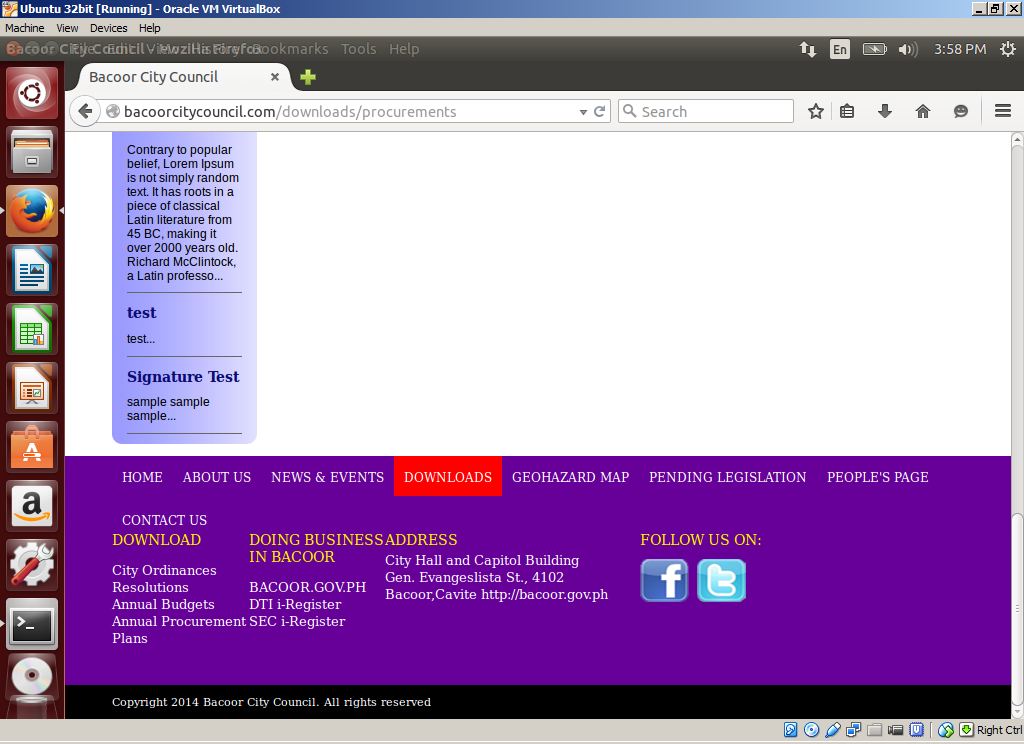 Ubuntu 32bit [Running] - Oracle VM VirtualBox
Machine View Devices Help
Bacoor City Council - Mozilla Firefox
File Edit View History Bookmarks Tools Help
En
3:58 PM
Bacoor City Council
bacoorcitycouncil.com/downloads/procurements
Search
Contrary to popular
belief, Lorem Ipsum
is not simply random
text. It has roots in a
piece of classical
Latin literature from
45 BC, making it
over 2000 years old.
Richard McClintock,
a Latin professo...
test
test...
Signature Test
sample sample
sample...
HOME ABOUT US NEWS & EVENTS DOWNLOADS GEOHAZARD MAP PENDING LEGISLATION PEOPLE'S PAGE
CONTACT US
DOWNLOAD
City Ordinances
Resolutions
Annual Budgets
Annual Procurement
Plans
DOING BUSINESS
IN BACOOR
BACOOR.GOV.PH
DTI i-Register
SEC i-Register
ADDRESS
City Hall and Capitol Building
Gen. Evangeslista St., 4102
Bacoor,Cavite http://bacoor.gov.ph
FOLLOW US ON:
f
t
Copyright 2014 Bacoor City Council. All rights reserved
Right Ctrl